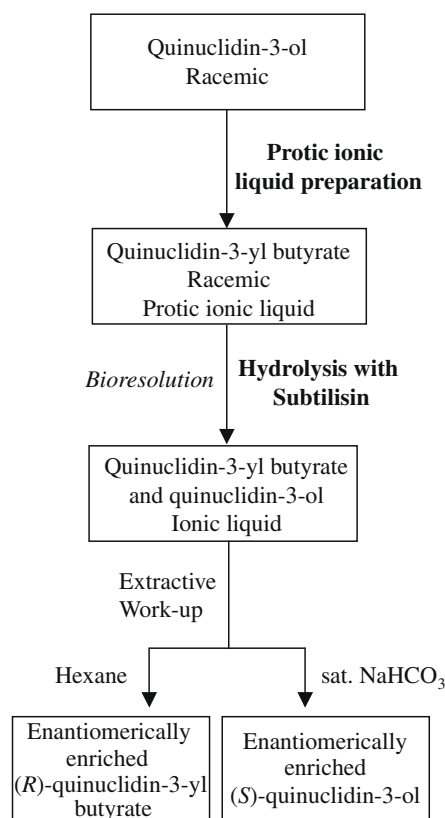 Quinuclidin-3-ol
Racemic
Protic ionic
liquid preparation
Quinuclidin-3-yl butyrate
Racemic
Protic ionic liquid
Bioresolution
Hydrolysis with
Subtilisin
Quinuclidin-3-yl butyrate
and quinuclidin-3-ol
Ionic liquid
Extractive
Work-up
Hexane
sat. NaHCO₃
Enantiomerically
enriched
(R)-quinuclidin-3-yl
butyrate
Enantiomerically
enriched
(S)-quinuclidin-3-ol